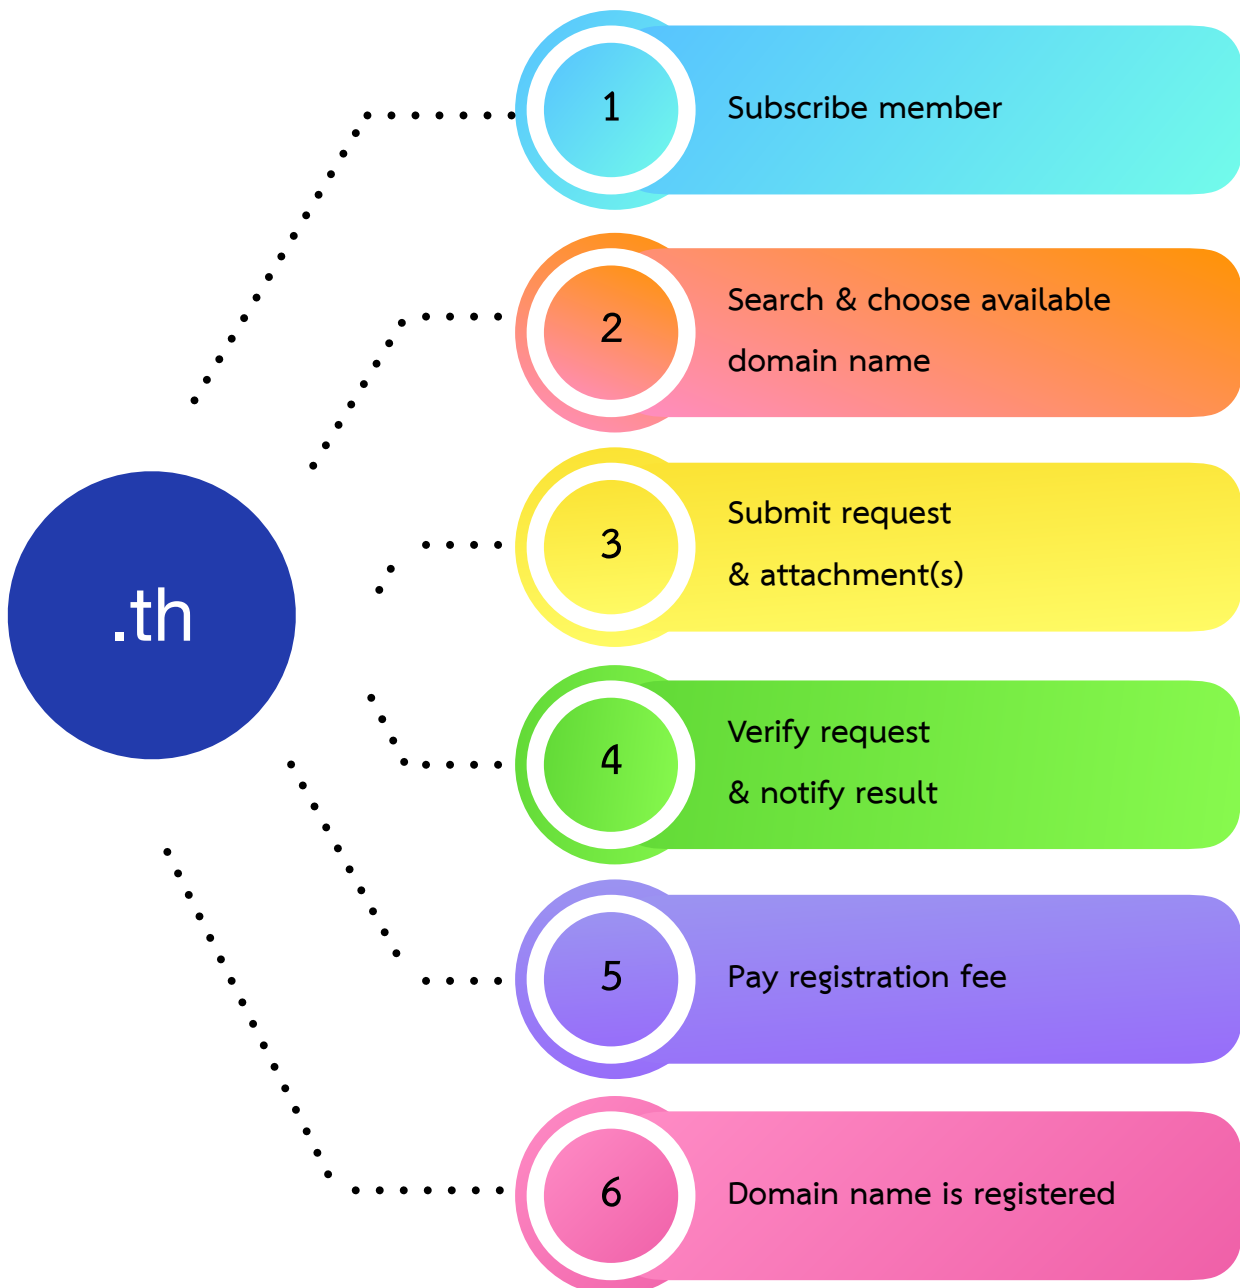 .th
1
Subscribe member
2
Search & choose available
domain name
3
Submit request
& attachment(s)
4
Verify request
& notify result
5
Pay registration fee
6
Domain name is registered